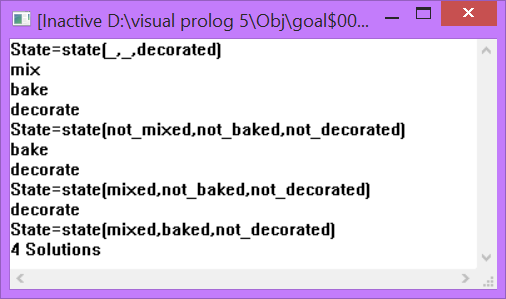 [Inactive D:\visual prolog 5\Obj\goal$00...
State=state(_,_,decorated)
mix
bake
decorate
State=state(not_mixed,not_baked,not_decorated)
bake
decorate
State=state(mixed,not_baked,not_decorated)
decorate
State=state(mixed,baked,not_decorated)
4 Solutions